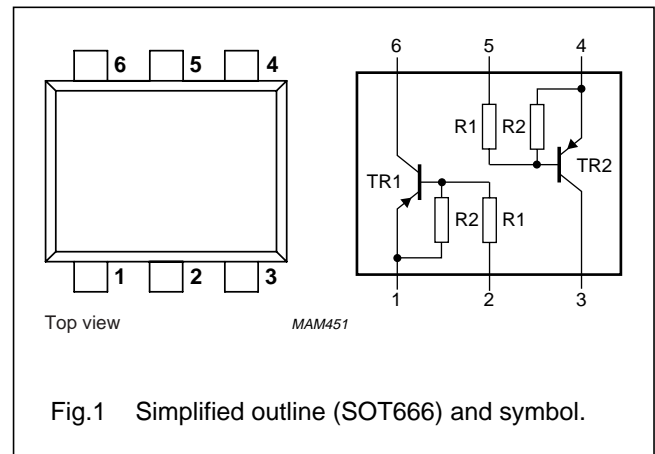 6 5 4
1 2 3
Top view
MAM451
6 5 4
R1 R2
TR1
TR2
R2 R1
1 2 3
Fig.1 Simplified outline (SOT666) and symbol.